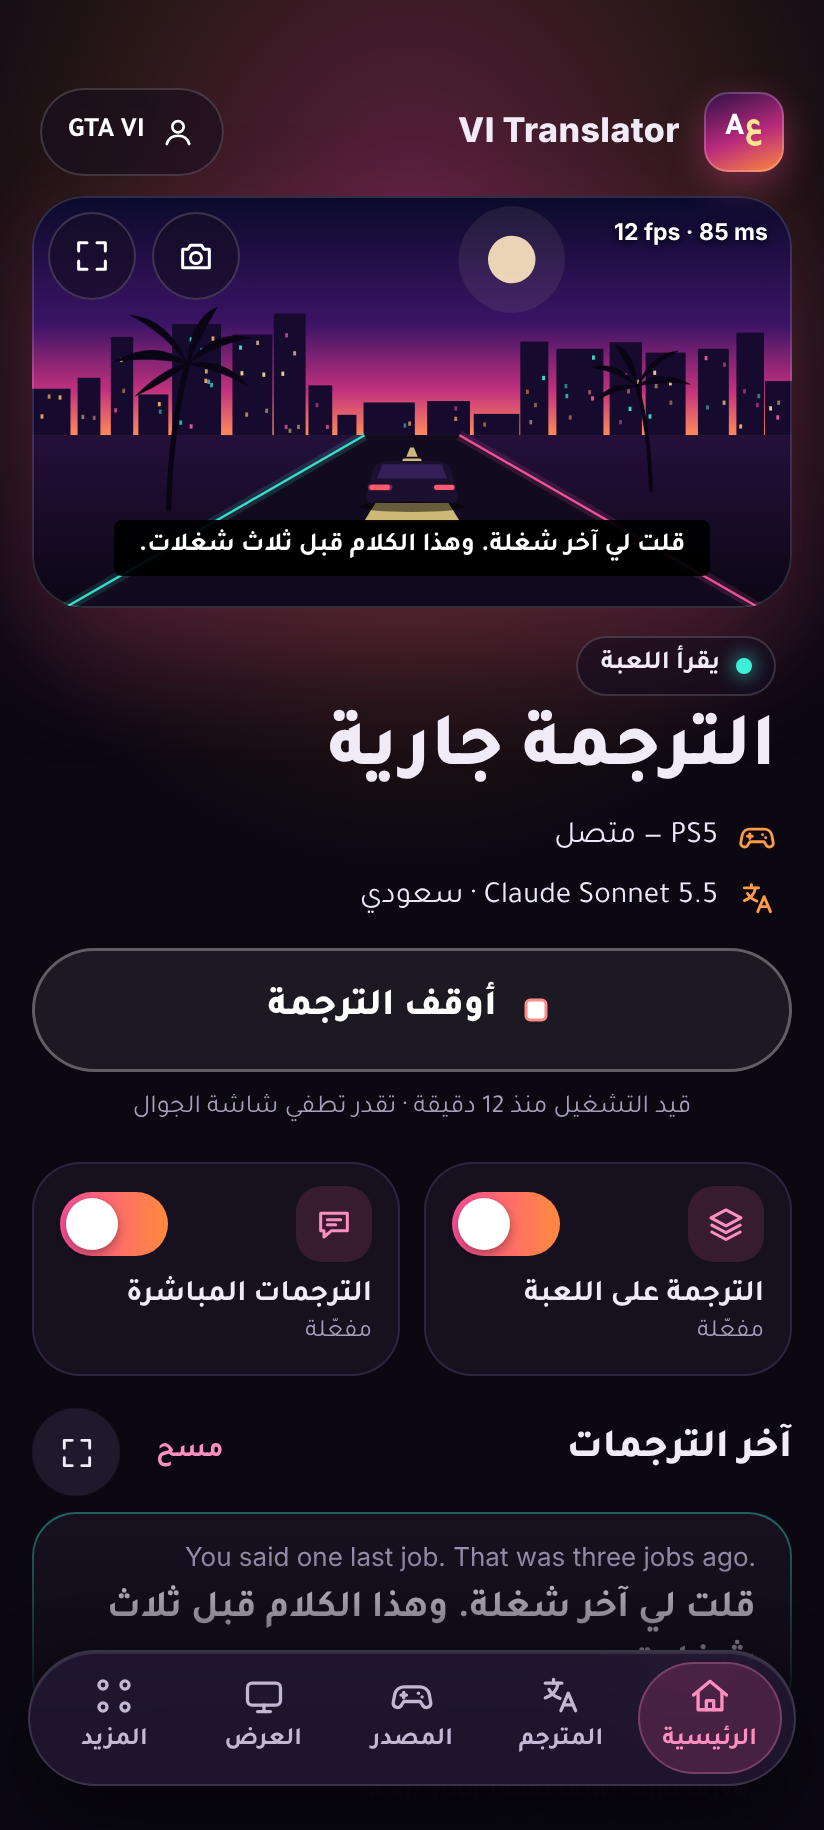 VI Translator
GTA VI
12 fps · 85 ms
قلت لي آخر شغلة. وهذا الكلام قبل ثلاث شغلات.
يقرأ اللعبة
الترجمة جارية
PS5 – متصل
Claude Sonnet 5.5 · سعودي
أوقف الترجمة
قيد التشغيل منذ 12 دقيقة · تقدر تطفي شاشة الجوال
الترجمة على اللعبة
مفعّلة
الترجمات المباشرة
مفعّلة
آخر الترجمات
مسح
You said one last job. That was three jobs ago.
قلت لي آخر شغلة. وهذا الكلام قبل ثلاث
الرئيسية
المترجم
المصدر
العرض
المزيد